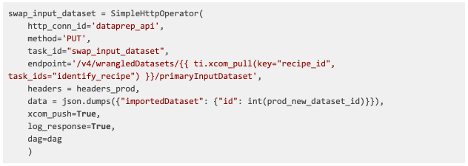 swap_input_dataset = SimpleHttpOperator(
http_conn_id='dataprep_api',
method='PUT',
task_id="swap_input_dataset",
endpoint='/v4/wrangledDatasets/{{ ti.xcom_pull(key="recipe_id",
task_ids="identify_recipe") }}/primaryInputDataset',
headers = headers_prod,
data = json.dumps({"importedDataset": {"id": int(prod_new_dataset_id)}}),
xcom_push=True,
log_response=True,
dag=dag
)